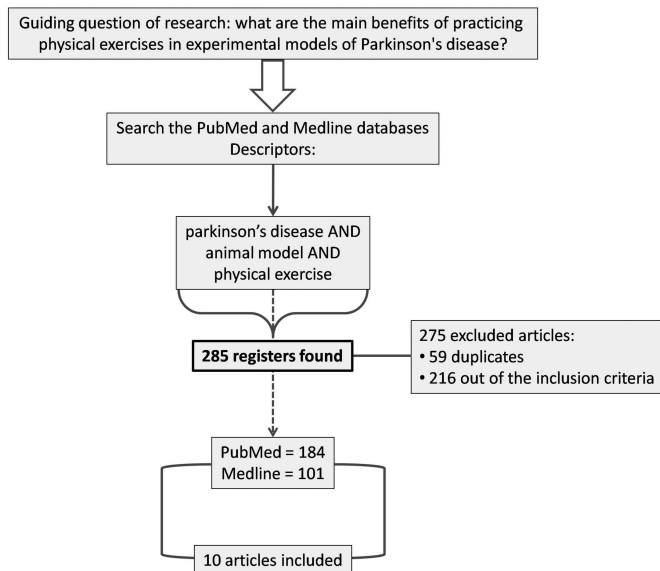 Guiding question of research: what are the main benefits of practicing
physical exercises in experimental models of Parkinson's disease?
Search the PubMed and Medline databases
Descriptors:
parkinson's disease AND
animal model AND
physical exercise
285 registers found
275 excluded articles:
• 59 duplicates
• 216 out of the inclusion criteria
PubMed = 184
Medline = 101
10 articles included